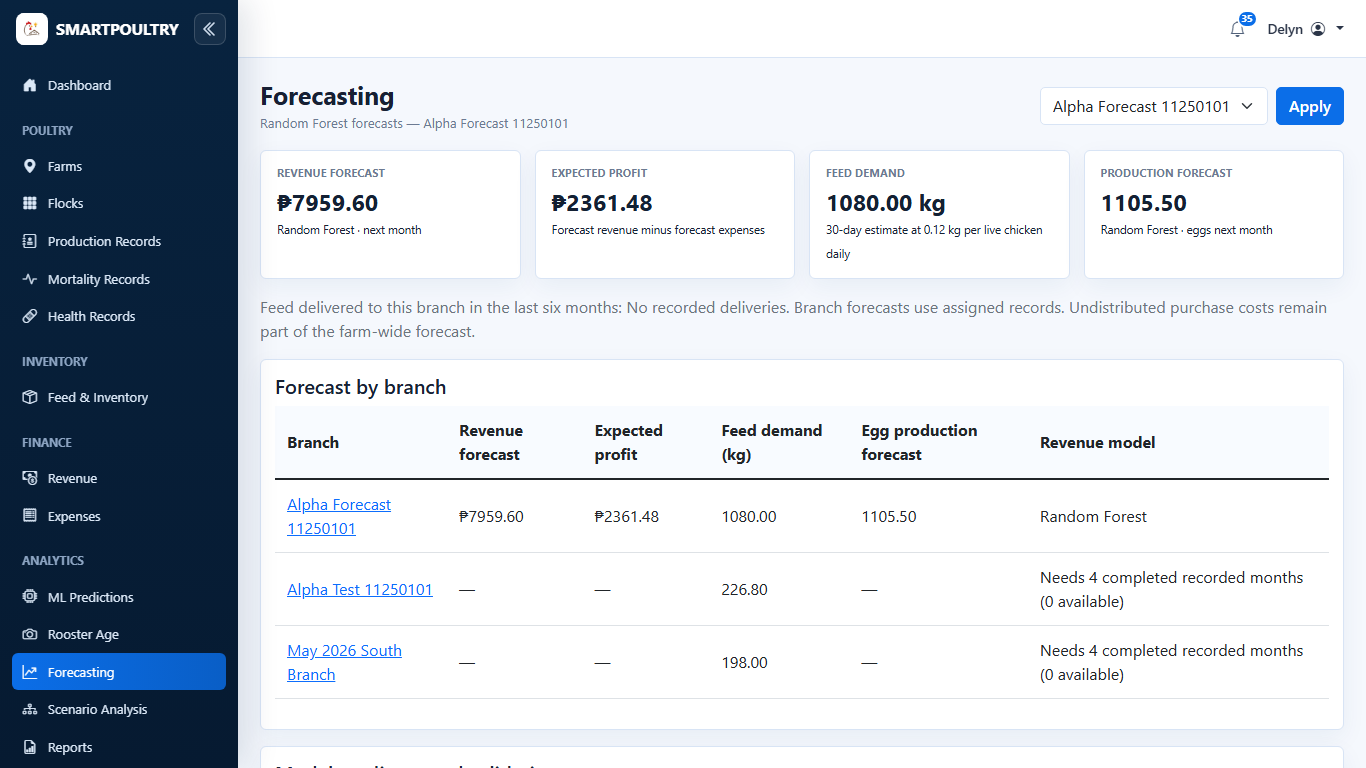 SMARTPOULTRY
35
Delyn
Dashboard
POULTRY
Farms
Flocks
Production Records
Mortality Records
Health Records
INVENTORY
Feed & Inventory
FINANCE
Revenue
Expenses
ANALYTICS
ML Predictions
Rooster Age
Forecasting
Scenario Analysis
Reports
Forecasting
Random Forest forecasts — Alpha Forecast 11250101
Alpha Forecast 11250101
Apply
REVENUE FORECAST
₱7959.60
Random Forest · next month
EXPECTED PROFIT
₱2361.48
Forecast revenue minus forecast expenses
FEED DEMAND
1080.00 kg
30-day estimate at 0.12 kg per live chicken
daily
PRODUCTION FORECAST
1105.50
Random Forest · eggs next month
Feed delivered to this branch in the last six months: No recorded deliveries. Branch forecasts use assigned records. Undistributed purchase costs remain
part of the farm-wide forecast.
Forecast by branch
Branch
Revenue
forecast
Expected
profit
Feed demand
(kg)
Egg production
forecast
Revenue model
Alpha Forecast
11250101
₱7959.60
₱2361.48
1080.00
1105.50
Random Forest
Alpha Test 11250101
—
—
226.80
—
Needs 4 completed recorded months
(0 available)
May 2026 South
Branch
—
—
198.00
—
Needs 4 completed recorded months
(0 available)